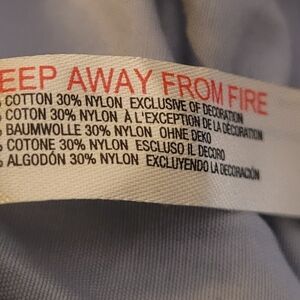 EEP AWAY FROM FIRE
% COTTON 30% NYLON EXCLUSIVE OF DECORATION
% COTON 30% NYLON À L'EXCEPTION DE LA DÉCORATION
% BAUMWOLLE 30% NYLON OHNE DEKO
% COTONE 30% NYLON ESCLUSO IL DECORO
% ALGODÓN 30% NYLON EXCLUYENDO LA DECORACIÓN